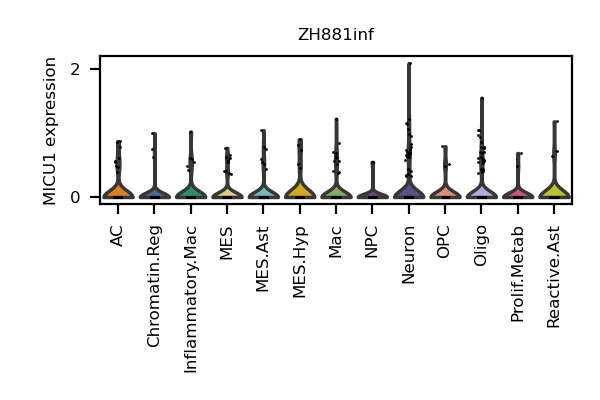 ZH881inf
MICU1 expression
2
0
AC
Chromatin.Reg
Inflammatory.Mac
MES
MES.Ast
MES.Hyp
Mac
NPC
Neuron
OPC
Oligo
Prolif.Metab
Reactive.Ast